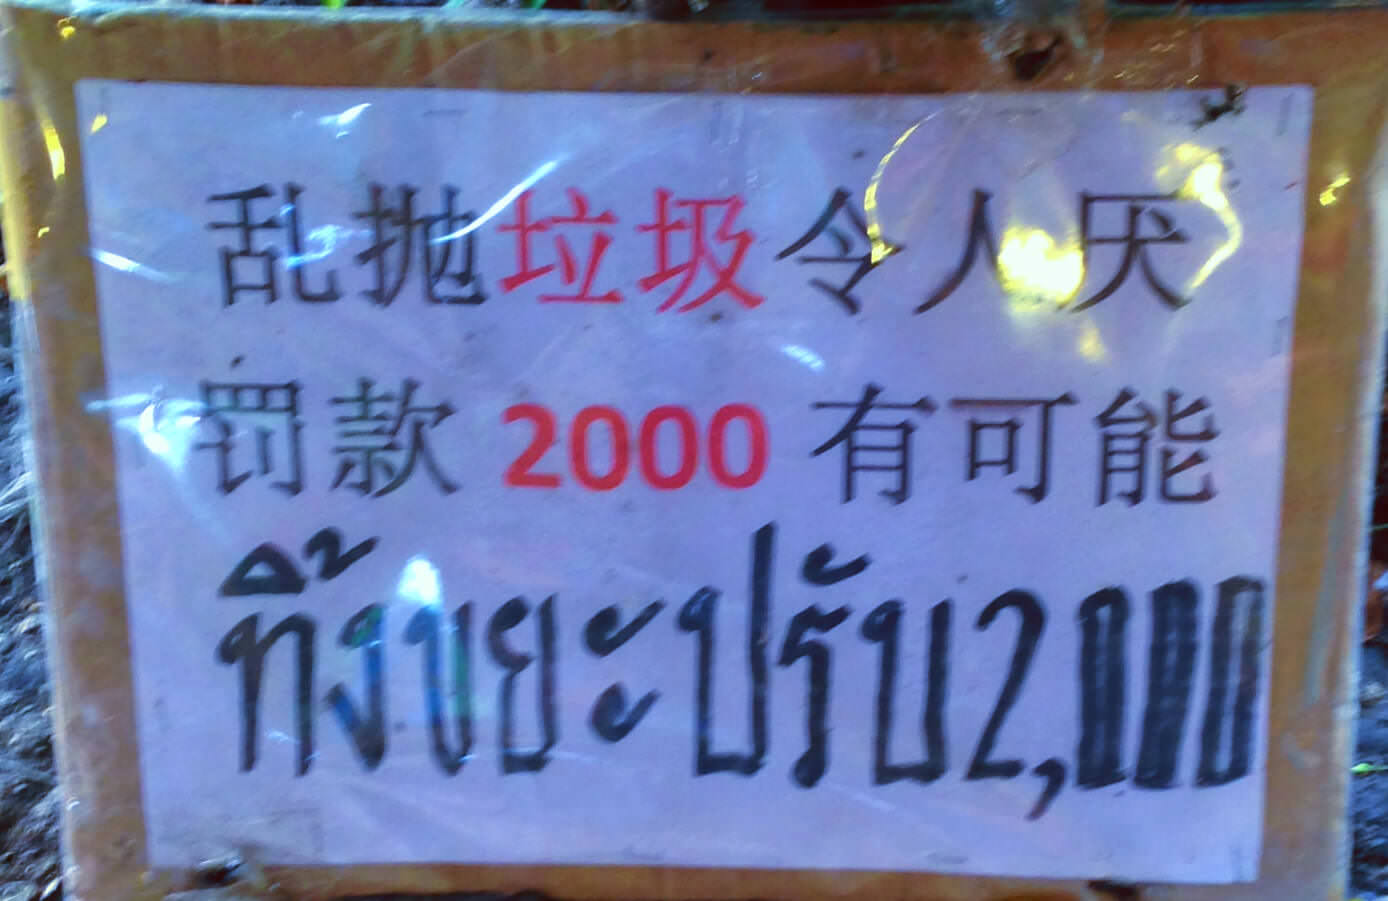 乱抛垃圾令人厌
罚款 2000 有可能
ทิ้งขยะปรับ2,000